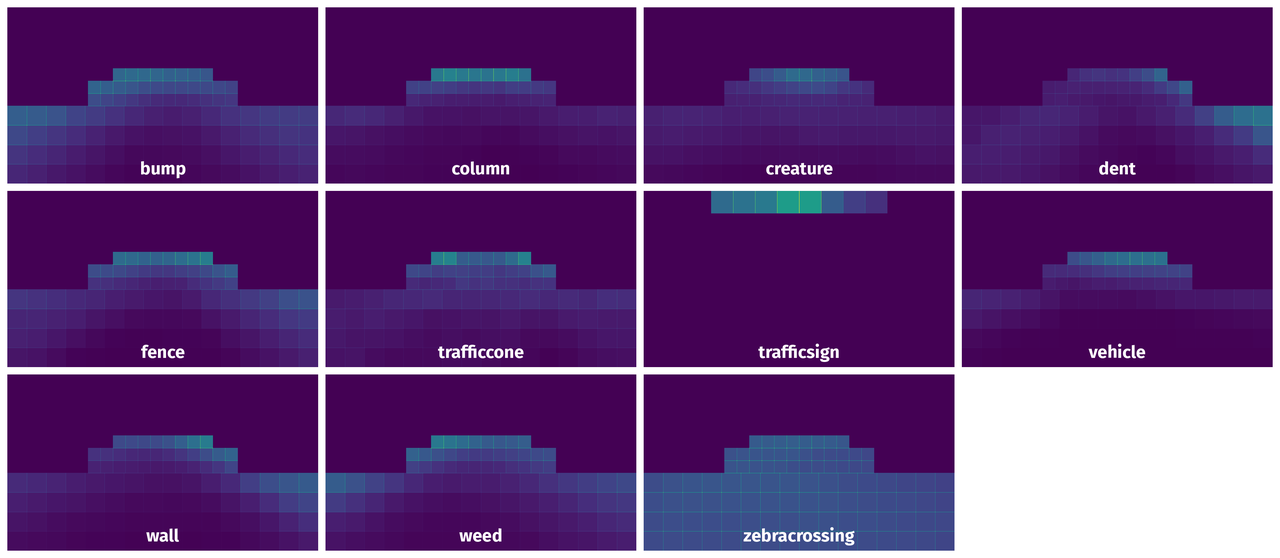 bump
column
creature
dent
fence
trafficcone
trafficsign
vehicle
wall
weed
zebracrossing